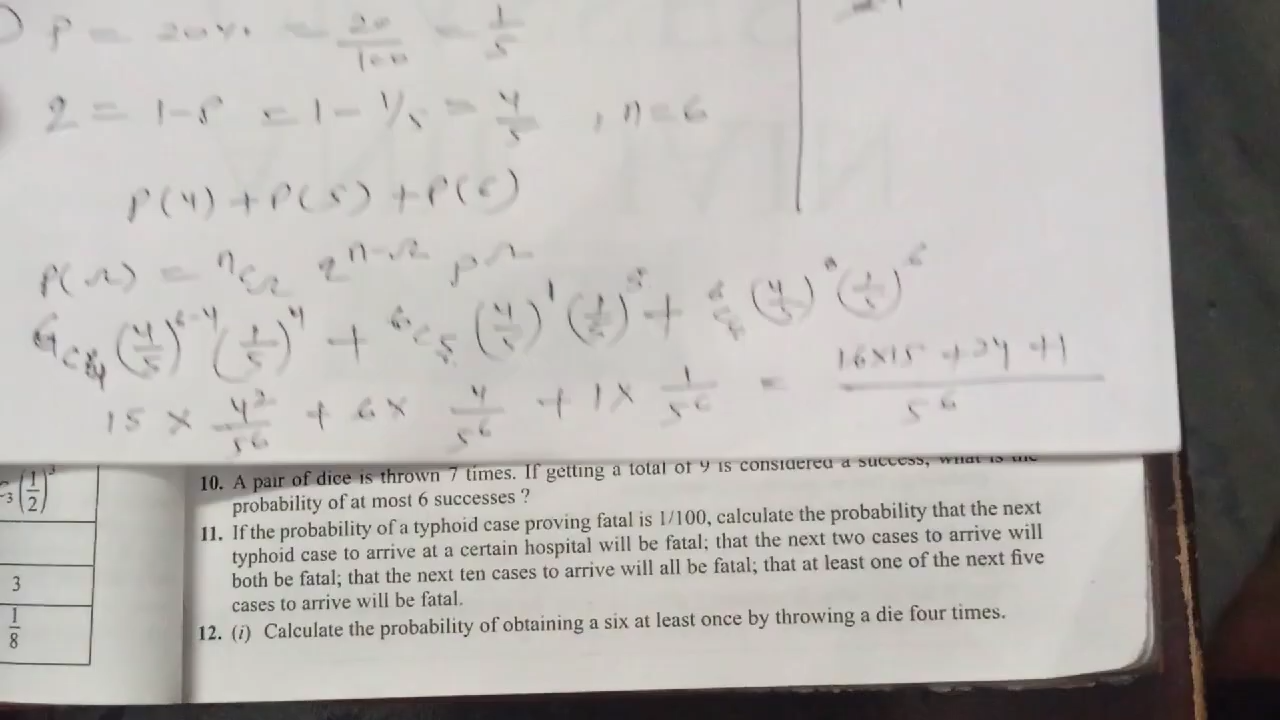 P = 20% = 20/100 = 1/5
q = 1-P = 1 - 1/5 = 4/5 , n = 6
P(4) + P(5) + P(6)
P(r) = ⁿCr q^(n-r) p^r
⁶C₄ (4/5)^(6-4) (1/5)^4 + ⁶C₅ (4/5)^1 (1/5)^5 + ⁶C₆ (4/5)^0 (1/5)^6
15 × 4²/5⁶ + 6 × 4/5⁶ + 1 × 1/5⁶ = (16×15 + 24 + 1)/5⁶
(1/2)³
3
1/8
10. A pair of dice is thrown 7 times. If getting a total of 9 is considered a success, what is the
probability of at most 6 successes ?
11. If the probability of a typhoid case proving fatal is 1/100, calculate the probability that the next
typhoid case to arrive at a certain hospital will be fatal; that the next two cases to arrive will
both be fatal; that the next ten cases to arrive will all be fatal; that at least one of the next five
cases to arrive will be fatal.
12. (i) Calculate the probability of obtaining a six at least once by throwing a die four times.